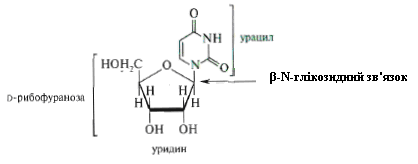 O
NH
урацил
N
O
HOH₂C
O
β-N-глікозидний зв'язок
D-рибофураноза
H H
H H
OH OH
уридин